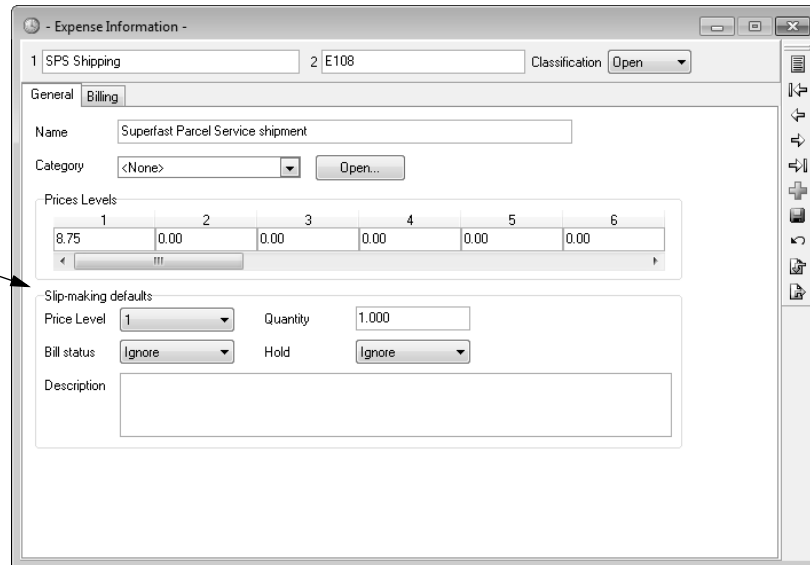 - Expense Information -
1 SPS Shipping 2 E108 Classification Open
General Billing
Name Superfast Parcel Service shipment
Category <None> Open...
Prices Levels
1 2 3 4 5 6
8.75 0.00 0.00 0.00 0.00 0.00
Slip-making defaults
Price Level 1 Quantity 1.000
Bill status Ignore Hold Ignore
Description